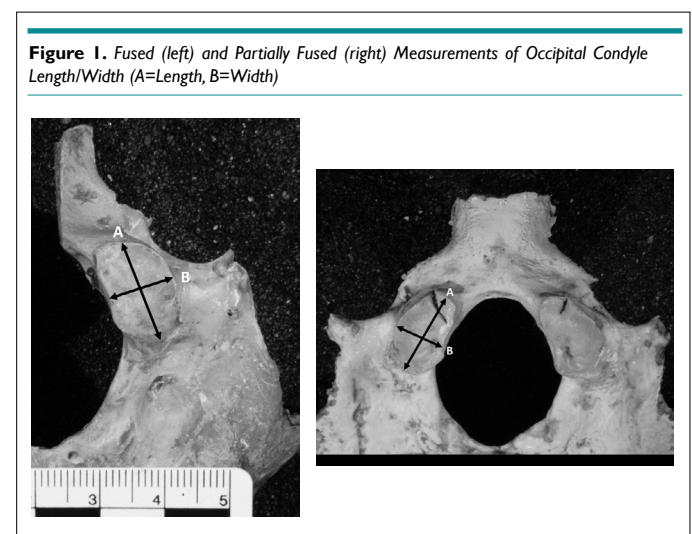 Figure 1. Fused (left) and Partially Fused (right) Measurements of Occipital Condyle
Length/Width (A=Length, B=Width)
A
B
A
B
3 4 5